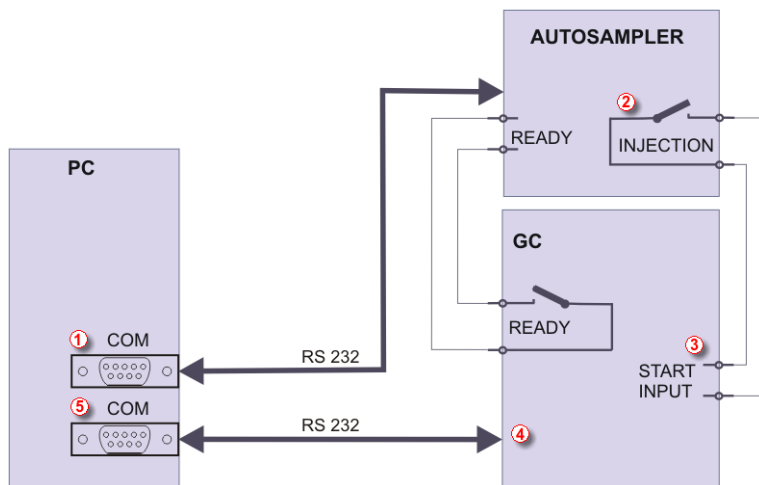 AUTOSAMPLER
2
READY
INJECTION
PC
GC
READY
1
COM
RS 232
3
START
INPUT
5
COM
RS 232
4